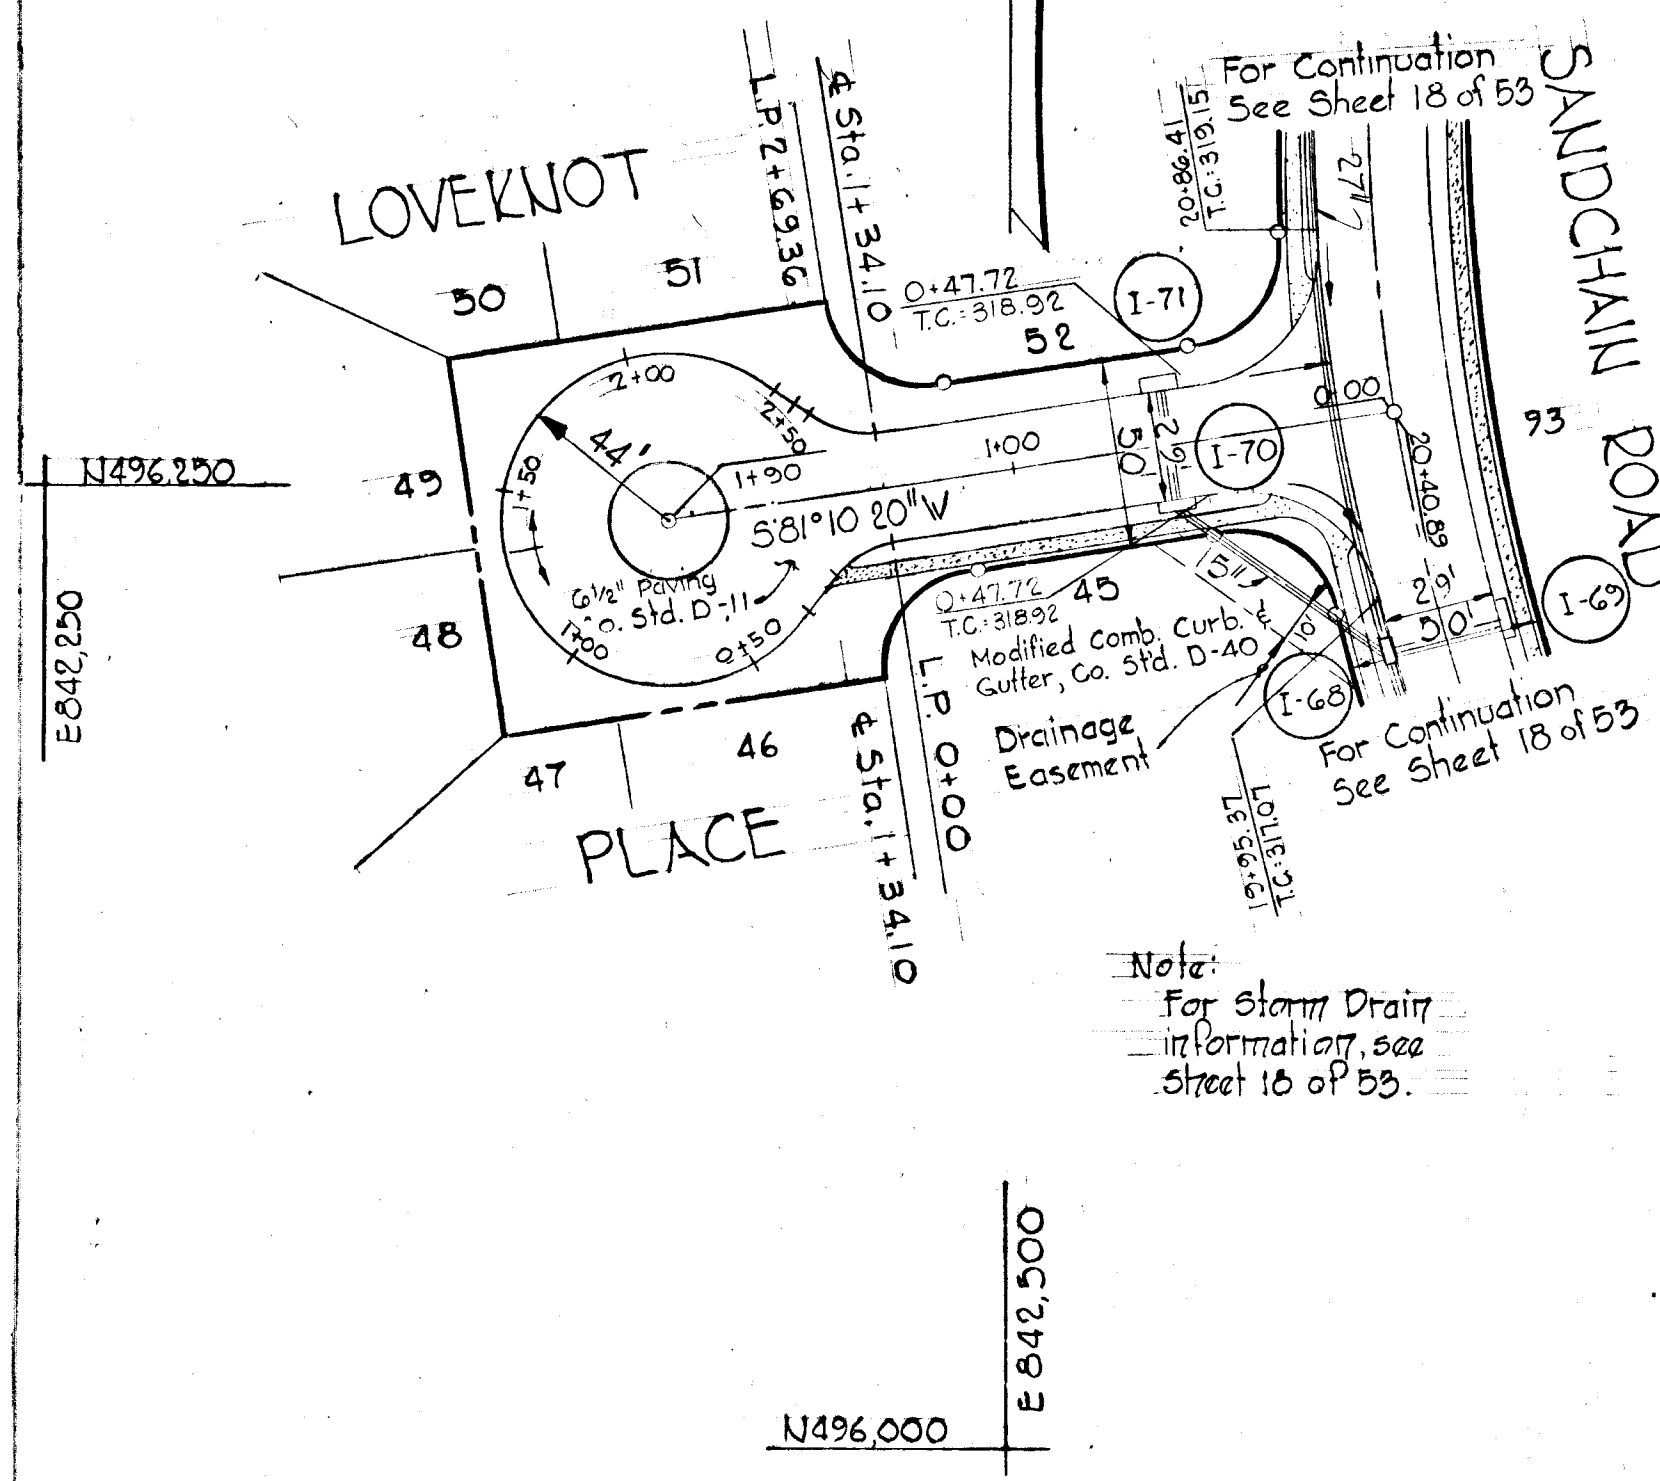 For Continuation
See Sheet 18 of 53
SANDCHAIN ROAD
LOVEKNOT
L.P. 2+69.36
℄ Sta. 1+34.10
20+86.41
T.C.=319.15
27"
50
51
0+47.72
T.C.=318.92
52
I-71
2+00
2+50
0+00
93
44'
1+00
50'
29'
I-70
20+40.89
N496,250
49
1+50
1+90
S81°10'20"W
E842,250
48
6½" Paving
Co. Std. D-11
1+00
0+50
0+47.72
T.C.=318.92
45
15"
10'
29'
50'
I-69
Modified Comb. Curb. &
Gutter, Co. Std. D-40
I-68
L.P. 0+00
℄ Sta. 1+34.10
Drainage
Easement
For Continuation
See Sheet 18 of 53
47
46
PLACE
19+95.37
T.C.=317.07
Note:
For Storm Drain
information, see
Sheet 18 of 53.
E842,500
N496,000